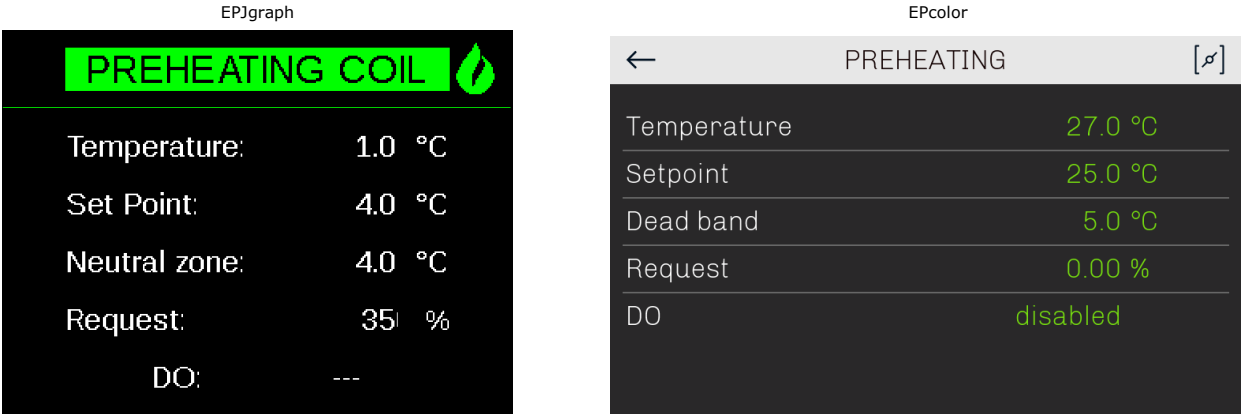 EPJgraph
PREHEATING COIL
Temperature: 1.0 °C
Set Point: 4.0 °C
Neutral zone: 4.0 °C
Request: 35 %
DO: ---
EPcolor
← PREHEATING
Temperature 27.0 °C
Setpoint 25.0 °C
Dead band 5.0 °C
Request 0.00 %
DO disabled